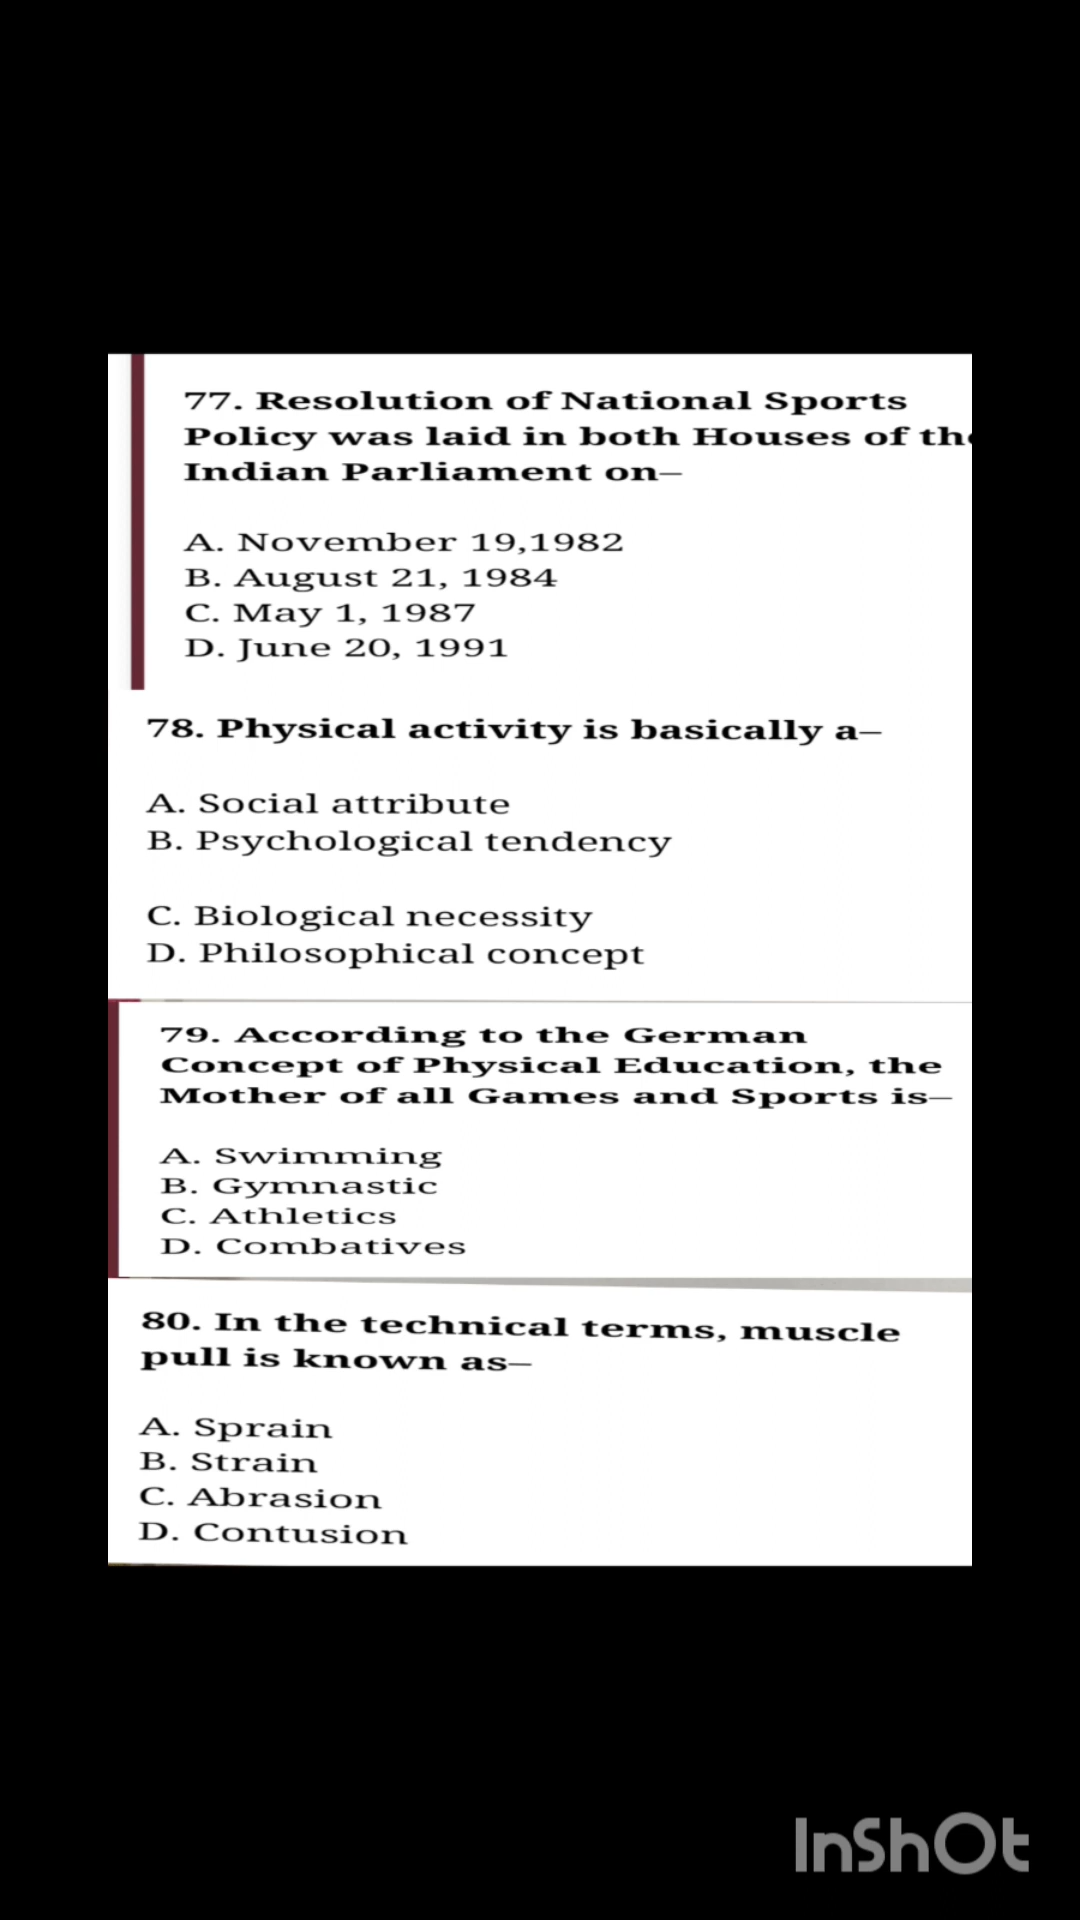 77. Resolution of National Sports
Policy was laid in both Houses of the
Indian Parliament on–
A. November 19,1982
B. August 21, 1984
C. May 1, 1987
D. June 20, 1991
78. Physical activity is basically a–
A. Social attribute
B. Psychological tendency
C. Biological necessity
D. Philosophical concept
79. According to the German
Concept of Physical Education, the
Mother of all Games and Sports is–
A. Swimming
B. Gymnastic
C. Athletics
D. Combatives
80. In the technical terms, muscle
pull is known as–
A. Sprain
B. Strain
C. Abrasion
D. Contusion
InShOt